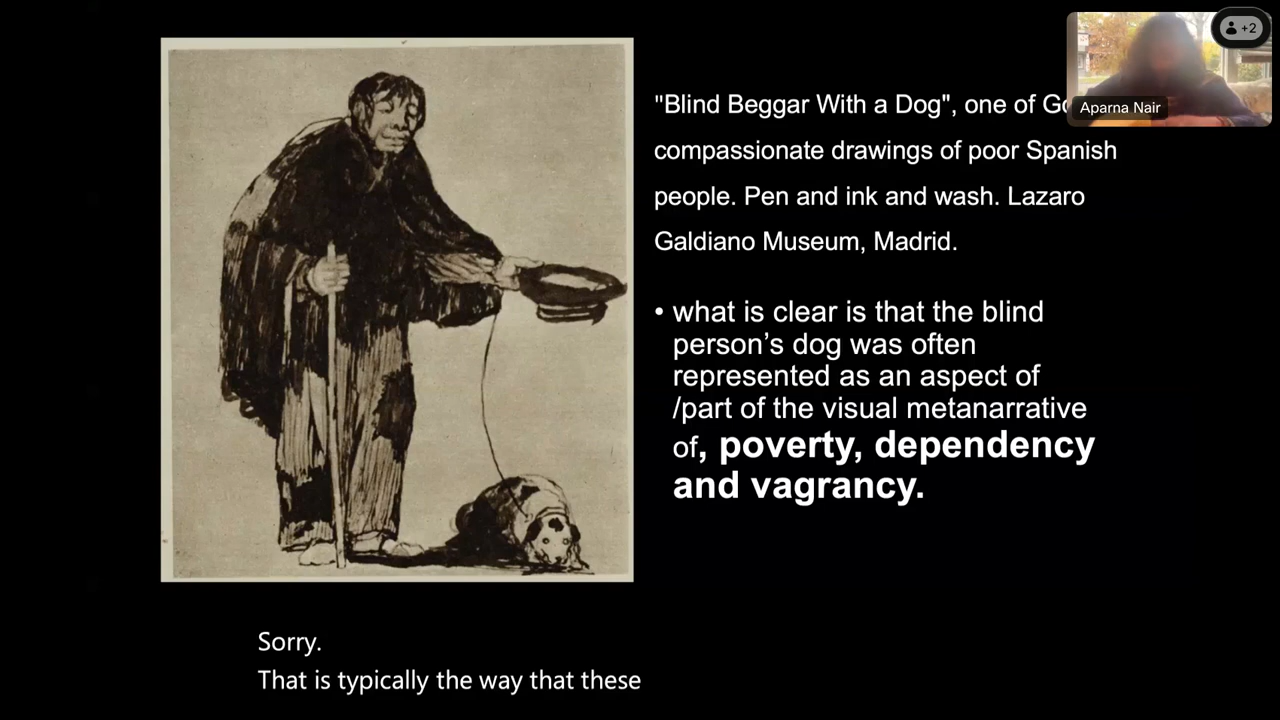 "Blind Beggar With a Dog", one of
compassionate drawings of poor Spanish
people. Pen and ink and wash. Lazaro
Galdiano Museum, Madrid.
• what is clear is that the blind
person’s dog was often
represented as an aspect of
/part of the visual metanarrative
of, poverty, dependency
and vagrancy.
+2
Aparna Nair
Sorry.
That is typically the way that these